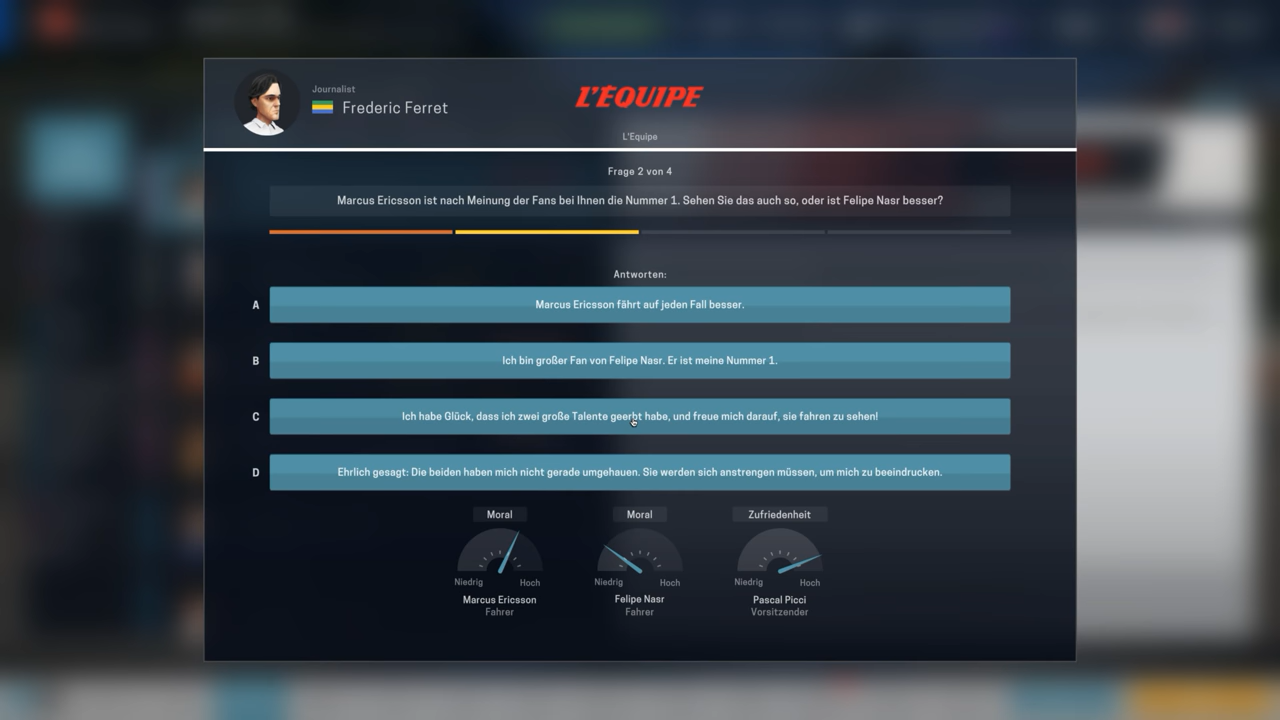 Journalist
Frederic Ferret
L'ÉQUIPE
L'Equipe
Frage 2 von 4
Marcus Ericsson ist nach Meinung der Fans bei Ihnen die Nummer 1. Sehen Sie das auch so, oder ist Felipe Nasr besser?
Antworten:
A Marcus Ericsson fährt auf jeden Fall besser.
B Ich bin großer Fan von Felipe Nasr. Er ist meine Nummer 1.
C Ich habe Glück, dass ich zwei große Talente geerbt habe, und freue mich darauf, sie fahren zu sehen!
D Ehrlich gesagt: Die beiden haben mich nicht gerade umgehauen. Sie werden sich anstrengen müssen, um mich zu beeindrucken.
Moral Moral Zufriedenheit
Niedrig Hoch Niedrig Hoch Niedrig Hoch
Marcus Ericsson Felipe Nasr Pascal Picci
Fahrer Fahrer Vorsitzender